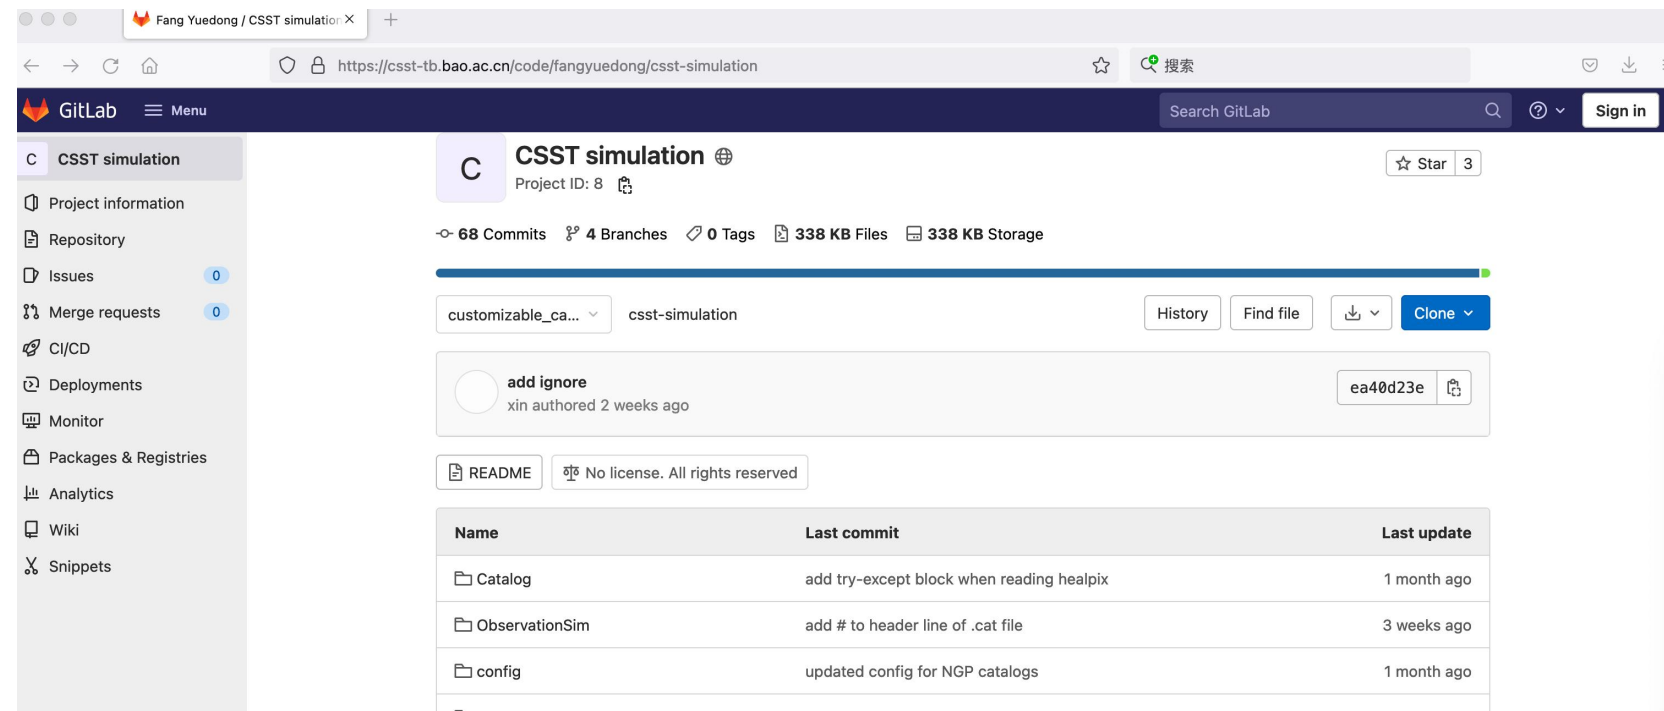 Fang Yuedong / CSST simulation
https://csst-tb.bao.ac.cn/code/fangyuedong/csst-simulation
搜索
GitLab Menu Search GitLab Sign in
C CSST simulation
Project information
Repository
Issues 0
Merge requests 0
CI/CD
Deployments
Monitor
Packages & Registries
Analytics
Wiki
Snippets
C CSST simulation
Project ID: 8
Star 3
68 Commits 4 Branches 0 Tags 338 KB Files 338 KB Storage
customizable_ca... csst-simulation History Find file Clone
add ignore
xin authored 2 weeks ago
ea40d23e
README No license. All rights reserved
Name Last commit Last update
Catalog add try-except block when reading healpix 1 month ago
ObservationSim add # to header line of .cat file 3 weeks ago
config updated config for NGP catalogs 1 month ago